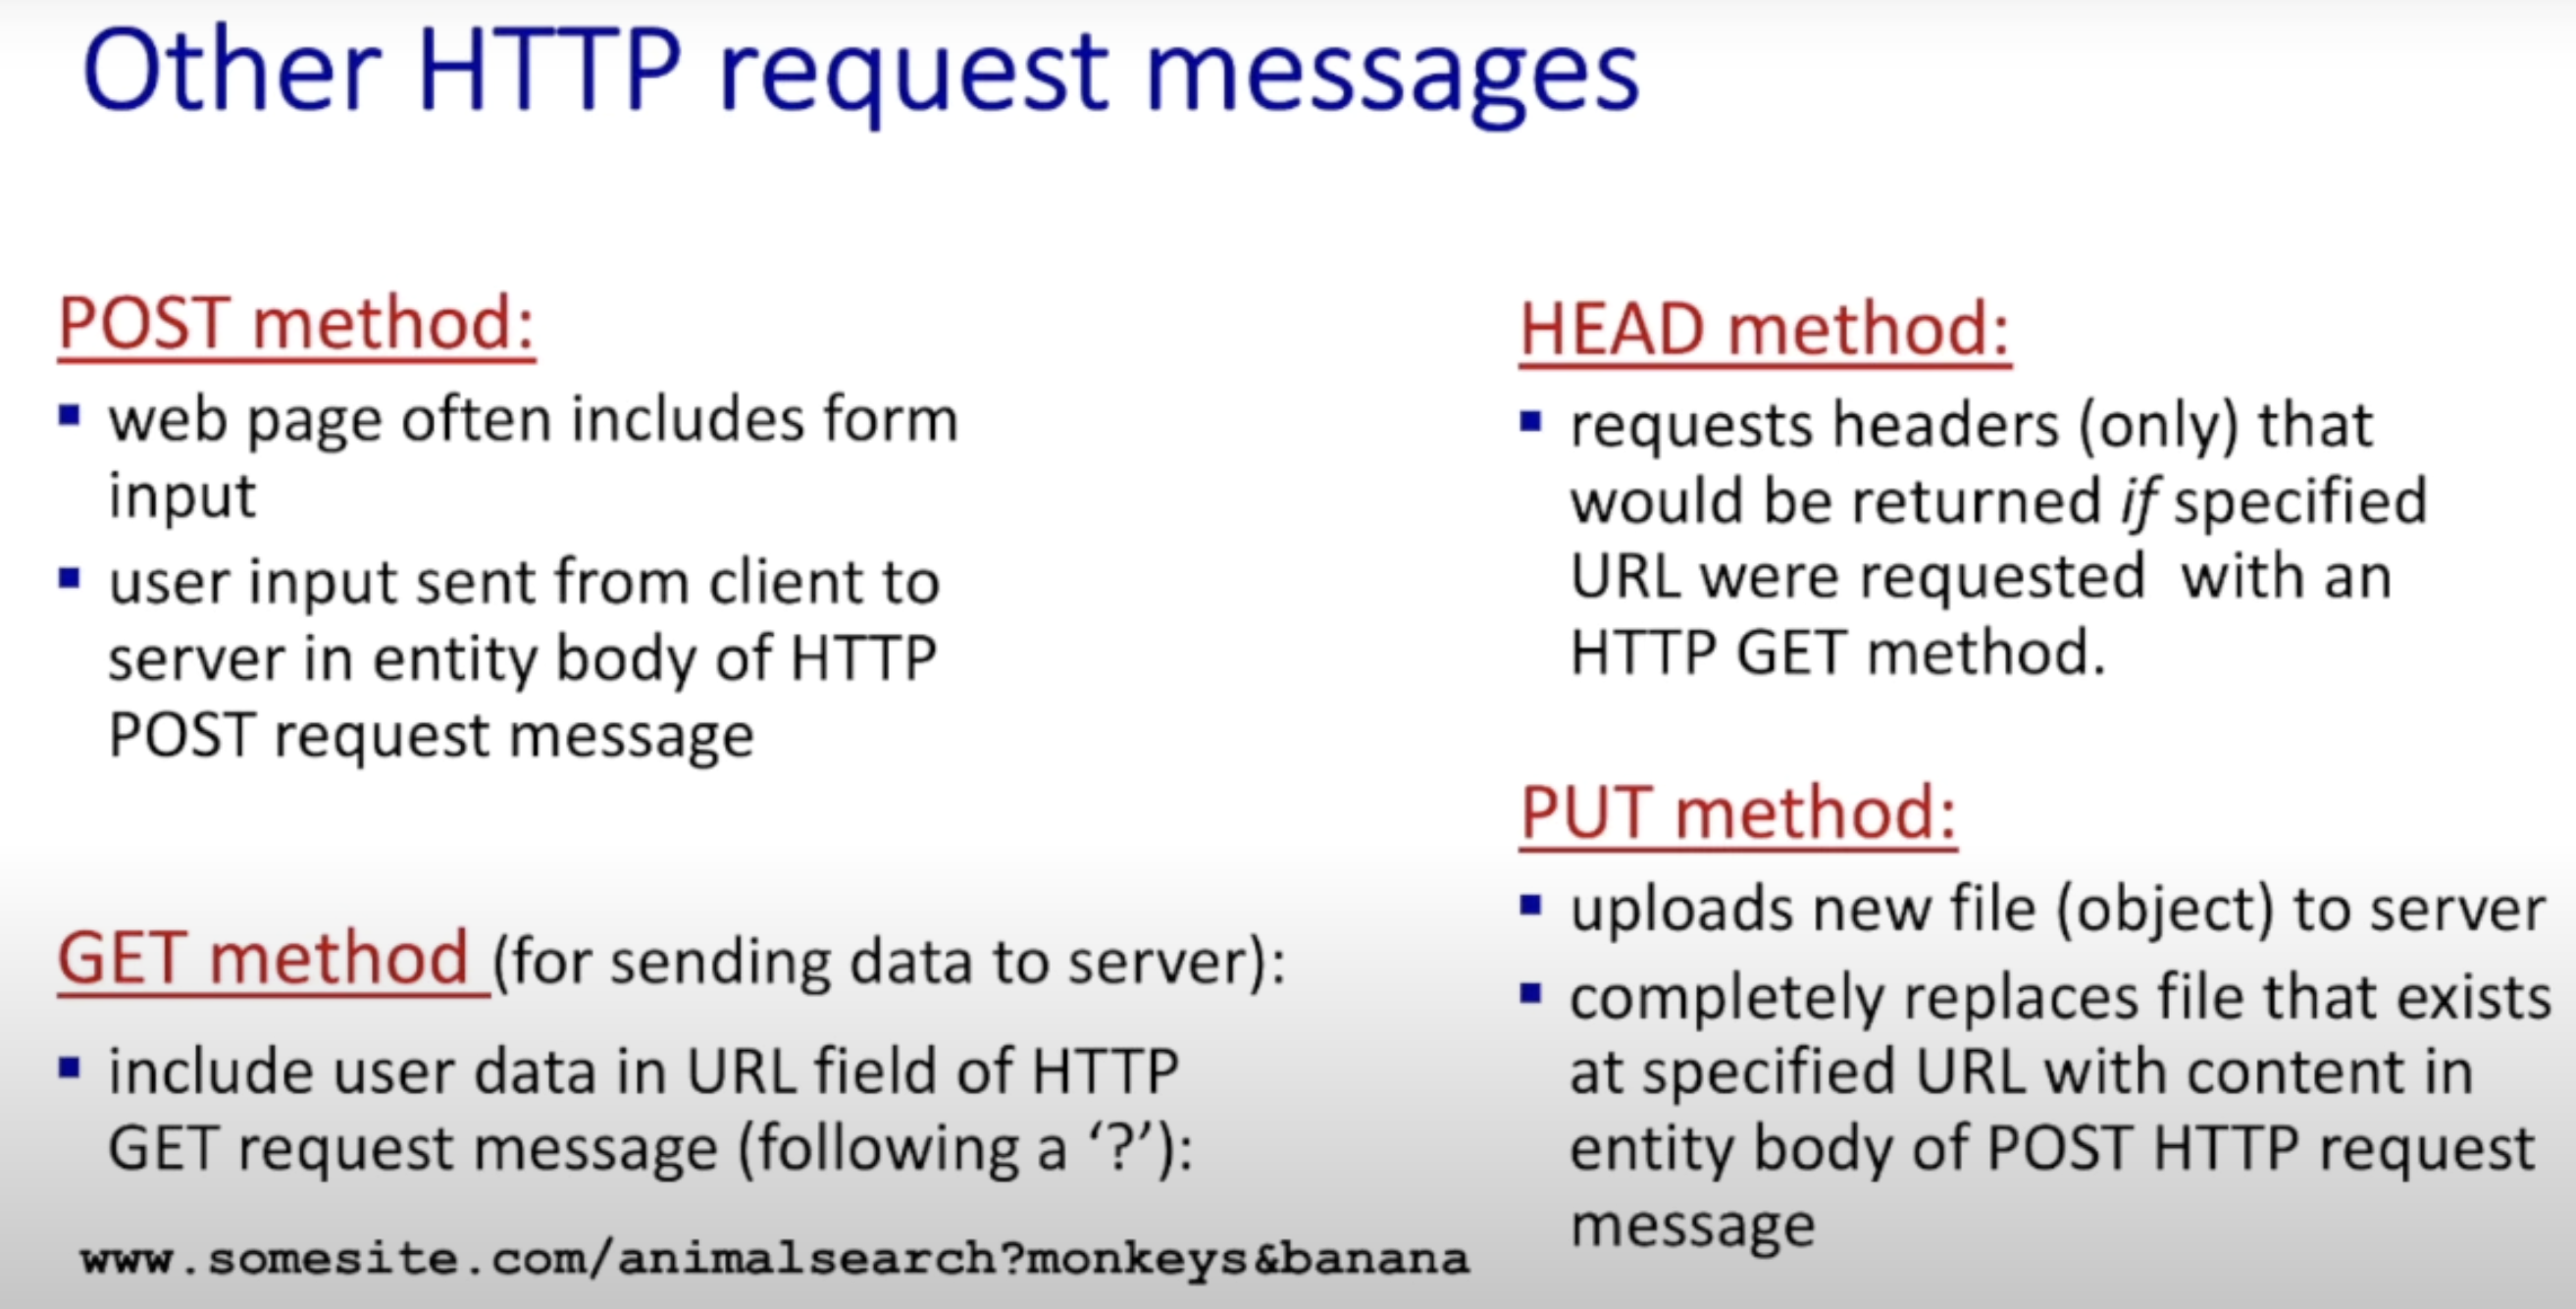 Other HTTP request messages
POST method:
▪ web page often includes form
input
▪ user input sent from client to
server in entity body of HTTP
POST request message
GET method (for sending data to server):
▪ include user data in URL field of HTTP
GET request message (following a ‘?’):
www.somesite.com/animalsearch?monkeys&banana
HEAD method:
▪ requests headers (only) that
would be returned if specified
URL were requested  with an
HTTP GET method.
PUT method:
▪ uploads new file (object) to server
▪ completely replaces file that exists
at specified URL with content in
entity body of POST HTTP request
message